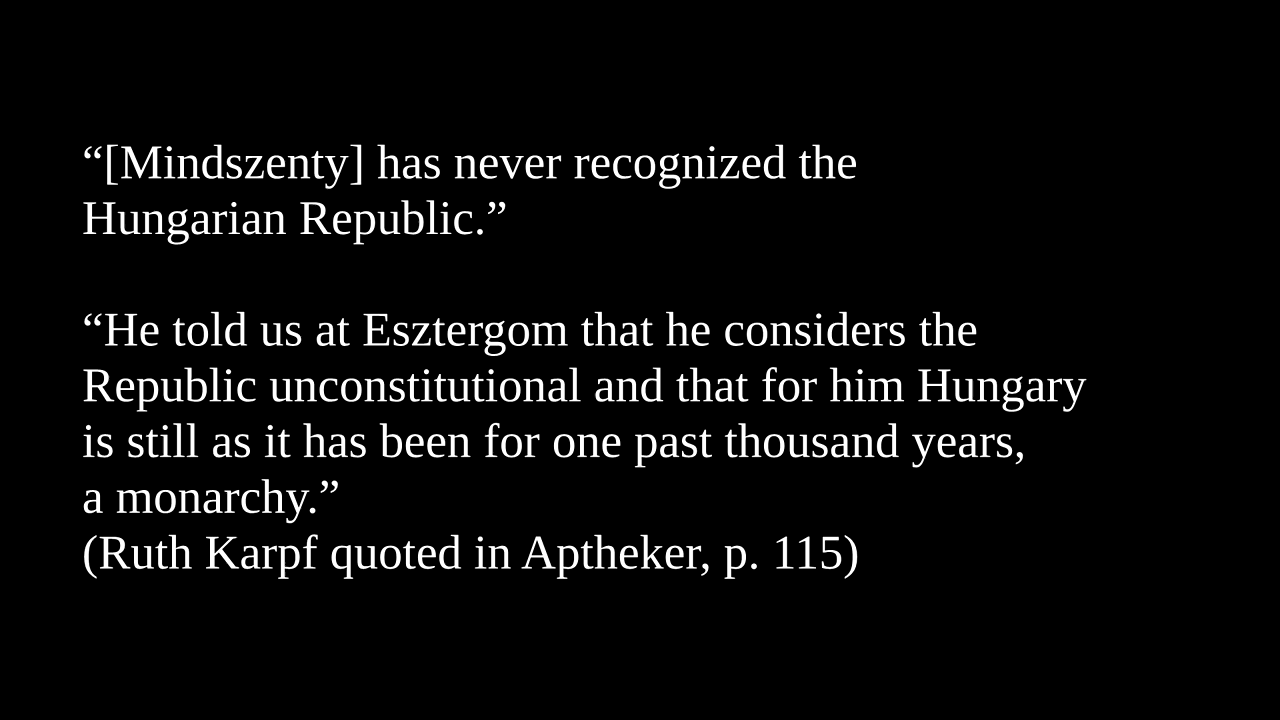 “[Mindszenty] has never recognized the
Hungarian Republic.”
“He told us at Esztergom that he considers the
Republic unconstitutional and that for him Hungary
is still as it has been for one past thousand years,
a monarchy.”
(Ruth Karpf quoted in Aptheker, p. 115)